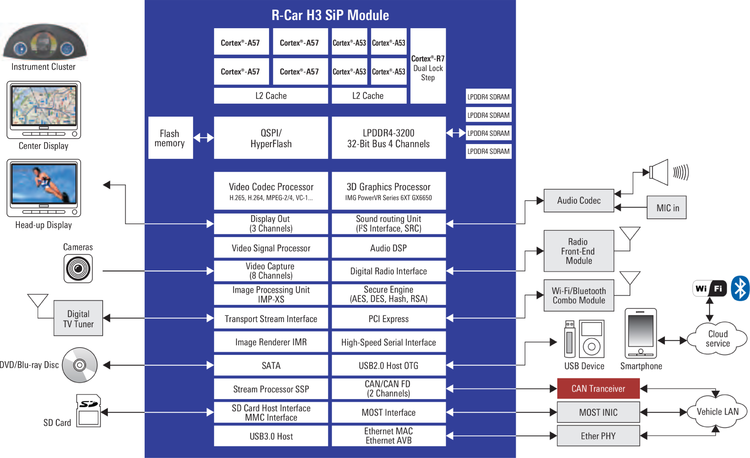 R-Car H3 SiP Module
Instrument Cluster
Center Display
Head-up Display
Cameras
Digital
TV Tuner
DVD/Blu-ray Disc
SD Card
Cortex®-A57
Cortex®-A57
Cortex®-A53
Cortex®-A53
Cortex®-R7
Dual Lock
Step
Cortex®-A57
Cortex®-A57
Cortex®-A53
Cortex®-A53
L2 Cache
L2 Cache
Flash
memory
QSPI/
HyperFlash
LPDDR4-3200
32-Bit Bus 4 Channels
LPDDR4 SDRAM
LPDDR4 SDRAM
LPDDR4 SDRAM
LPDDR4 SDRAM
Video Codec Processor
H.265, H.264, MPEG-2/4, VC-1...
3D Graphics Processor
IMG PowerVR Series 6XT GX6650
Display Out
(3 Channels)
Sound routing Unit
(I²S Interface, SRC)
Video Signal Processor
Audio DSP
Video Capture
(8 Channels)
Digital Radio Interface
Image Processing Unit
IMP-XS
Secure Engine
(AES, DES, Hash, RSA)
Transport Stream Interface
PCI Express
Image Renderer IMR
High-Speed Serial Interface
SATA
USB2.0 Host OTG
Stream Processor SSP
CAN/CAN FD
(2 Channels)
SD Card Host Interface
MMC Interface
MOST Interface
USB3.0 Host
Ethernet MAC
Ethernet AVB
Audio Codec
MIC in
Radio
Front-End
Module
Wi-Fi/Bluetooth
Combo Module
Wi Fi
USB Device
Smartphone
Cloud
service
CAN Tranceiver
MOST INIC
Ether PHY
Vehicle LAN
SD